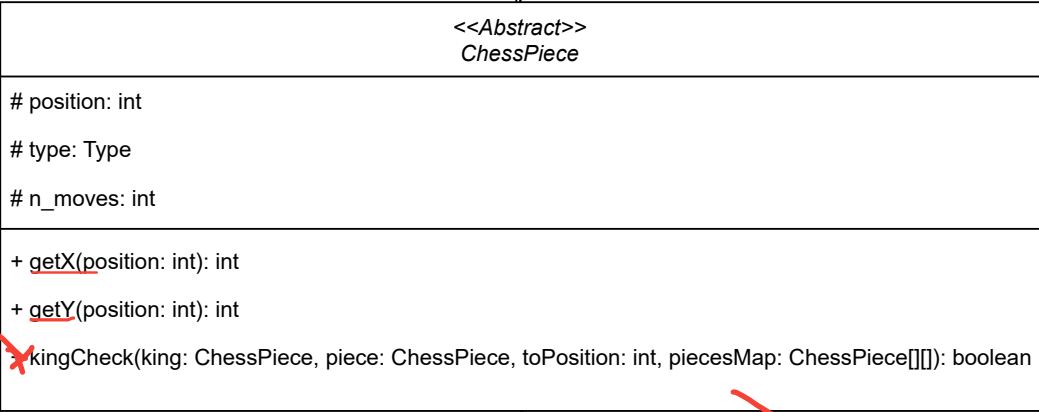 <<Abstract>>
ChessPiece
# position: int
# type: Type
# n_moves: int
+ getX(position: int): int
+ getY(position: int): int
kingCheck(king: ChessPiece, piece: ChessPiece, toPosition: int, piecesMap: ChessPiece[][]): boolean